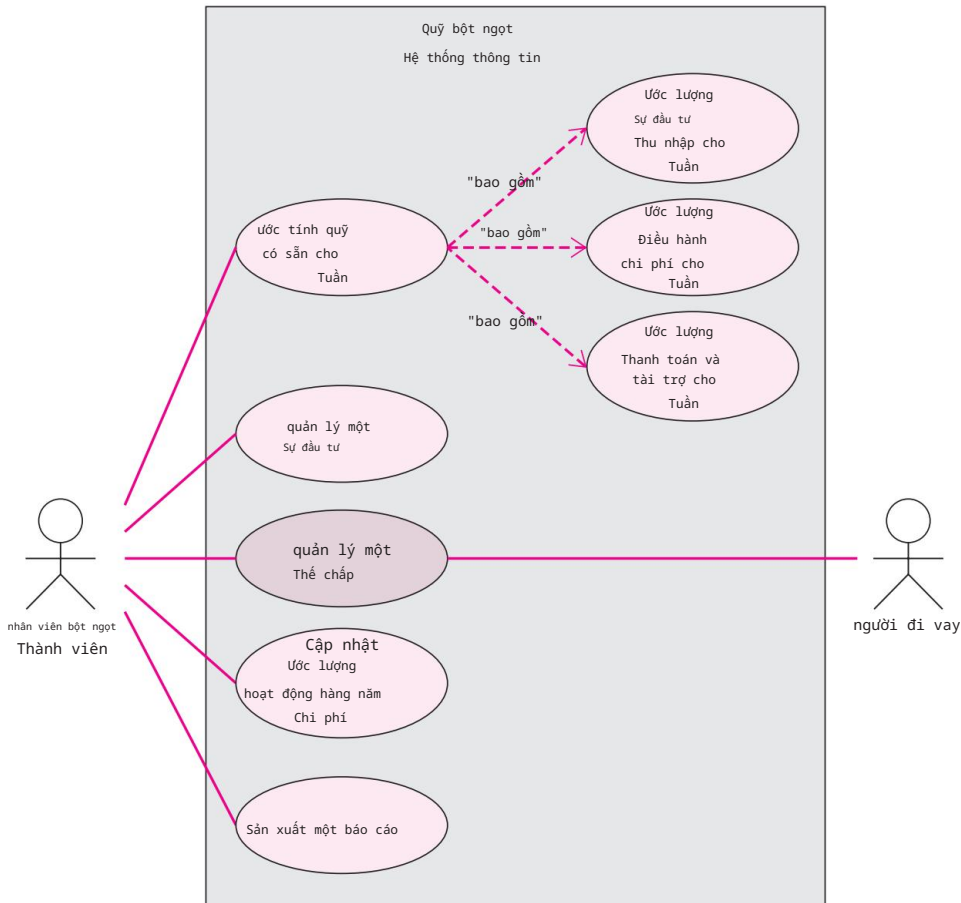 Quỹ bột ngọt
Hệ thống thông tin
Ước lượng
Sự đầu tư
Thu nhập cho
Tuần
"bao gồm"
ước tính quỹ
có sẵn cho
Tuần
"bao gồm"
Ước lượng
Điều hành
chi phí cho
Tuần
"bao gồm"
Ước lượng
Thanh toán và
tài trợ cho
Tuần
quản lý một
Sự đầu tư
quản lý một
Thế chấp
nhân viên bột ngọt
Thành viên
người đi vay
Cập nhật
Ước lượng
hoạt động hàng năm
Chi phí
Sản xuất một báo cáo